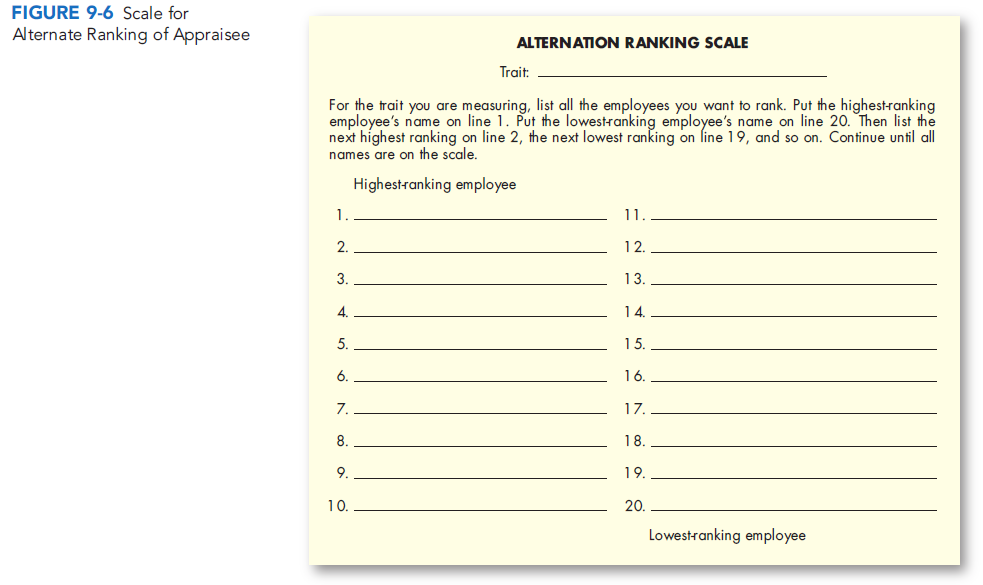 FIGURE 9-6 Scale for
Alternate Ranking of Appraisee
ALTERNATION RANKING SCALE
Trait:
For the trait you are measuring, list all the employees you want to rank. Put the highest-ranking
employee's name on line 1. Put the lowest-ranking employee's name on line 20. Then list the
next highest ranking on line 2, the next lowest ranking on line 19, and so on. Continue until all
names are on the scale.
Highest-ranking employee
1.
2.
3.
4.
5.
6.
7.
8.
9.
10.
11.
12.
13.
14.
15.
16.
17.
18.
19.
20.
Lowest-ranking employee